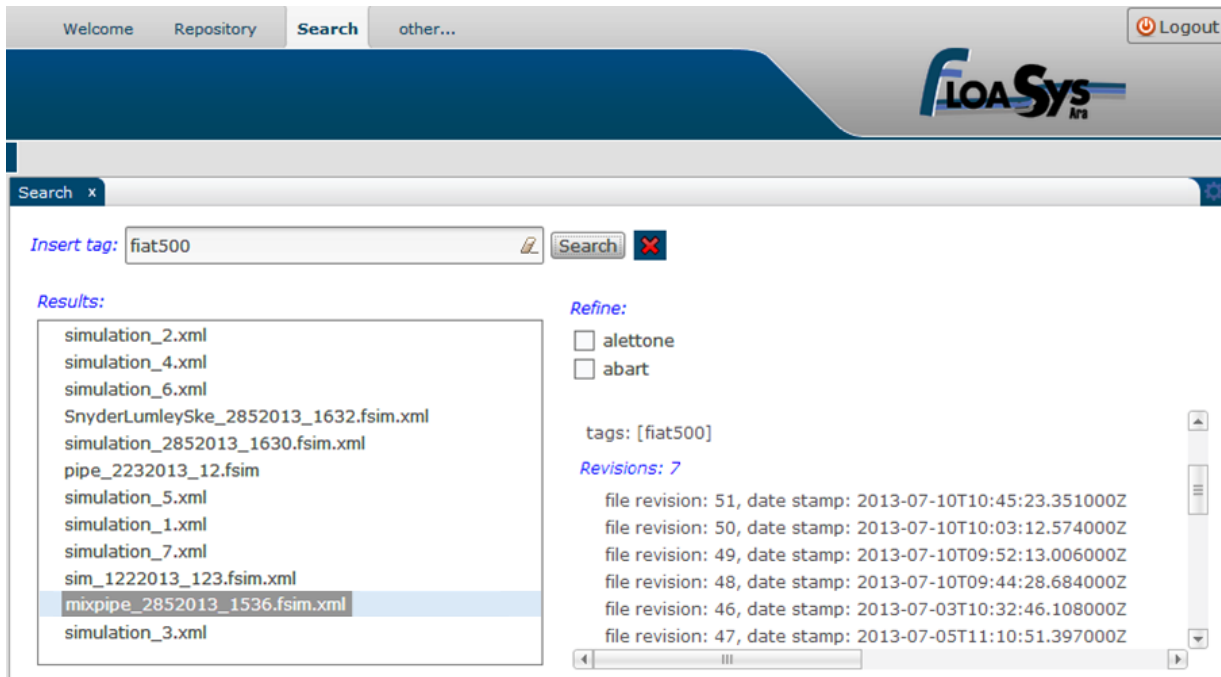 Welcome Repository Search other... Logout
FLOASYS
Ara
Search x
Insert tag: fiat500 Search
Results:
simulation_2.xml
simulation_4.xml
simulation_6.xml
SnyderLumleySke_2852013_1632.fsim.xml
simulation_2852013_1630.fsim.xml
pipe_2232013_12.fsim
simulation_5.xml
simulation_1.xml
simulation_7.xml
sim_1222013_123.fsim.xml
mixpipe_2852013_1536.fsim.xml
simulation_3.xml
Refine:
alettone
abart
tags: [fiat500]
Revisions: 7
file revision: 51, date stamp: 2013-07-10T10:45:23.351000Z
file revision: 50, date stamp: 2013-07-10T10:03:12.574000Z
file revision: 49, date stamp: 2013-07-10T09:52:13.006000Z
file revision: 48, date stamp: 2013-07-10T09:44:28.684000Z
file revision: 46, date stamp: 2013-07-03T10:32:46.108000Z
file revision: 47, date stamp: 2013-07-05T11:10:51.397000Z